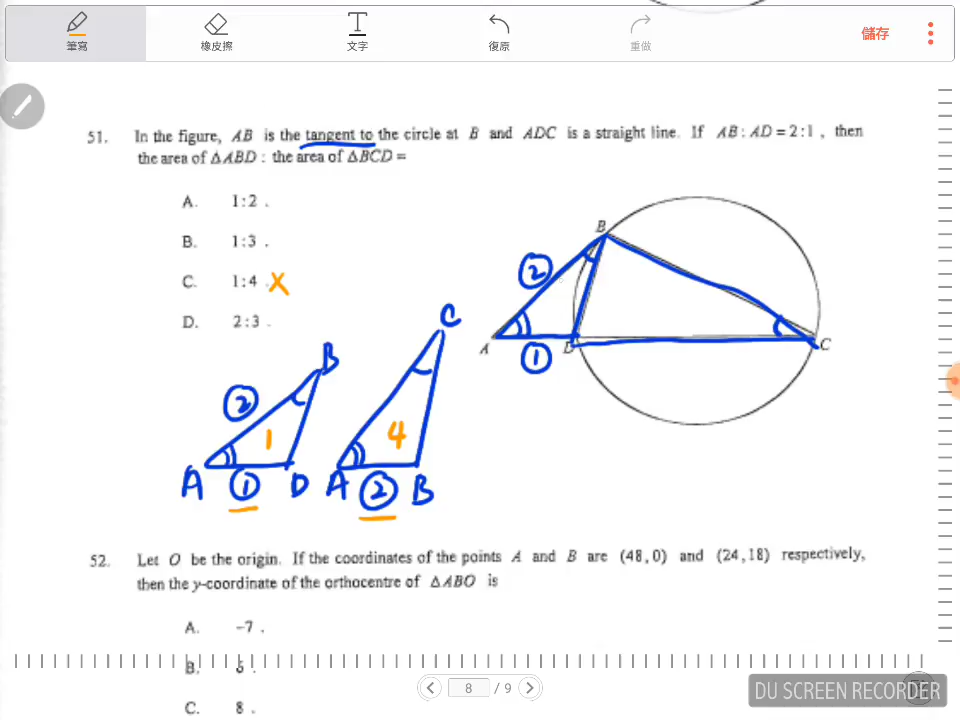 筆寫
橡皮擦
文字
復原
重做
儲存
51. In the figure, AB is the tangent to the circle at B and ADC is a straight line. If AB : AD = 2 : 1 , then
the area of ΔABD : the area of ΔBCD =
A. 1 : 2 .
B. 1 : 3 .
C. 1 : 4 . X
D. 2 : 3 .
B
2
A
1
D
C
C
B
2
1
4
A
1
D
A
2
B
52. Let O be the origin. If the coordinates of the points A and B are (48, 0) and (24, 18) respectively,
then the y-coordinate of the orthocentre of ΔABO is
A. −7 .
B.
C. 8 .
8 / 9
DU SCREEN RECORDER